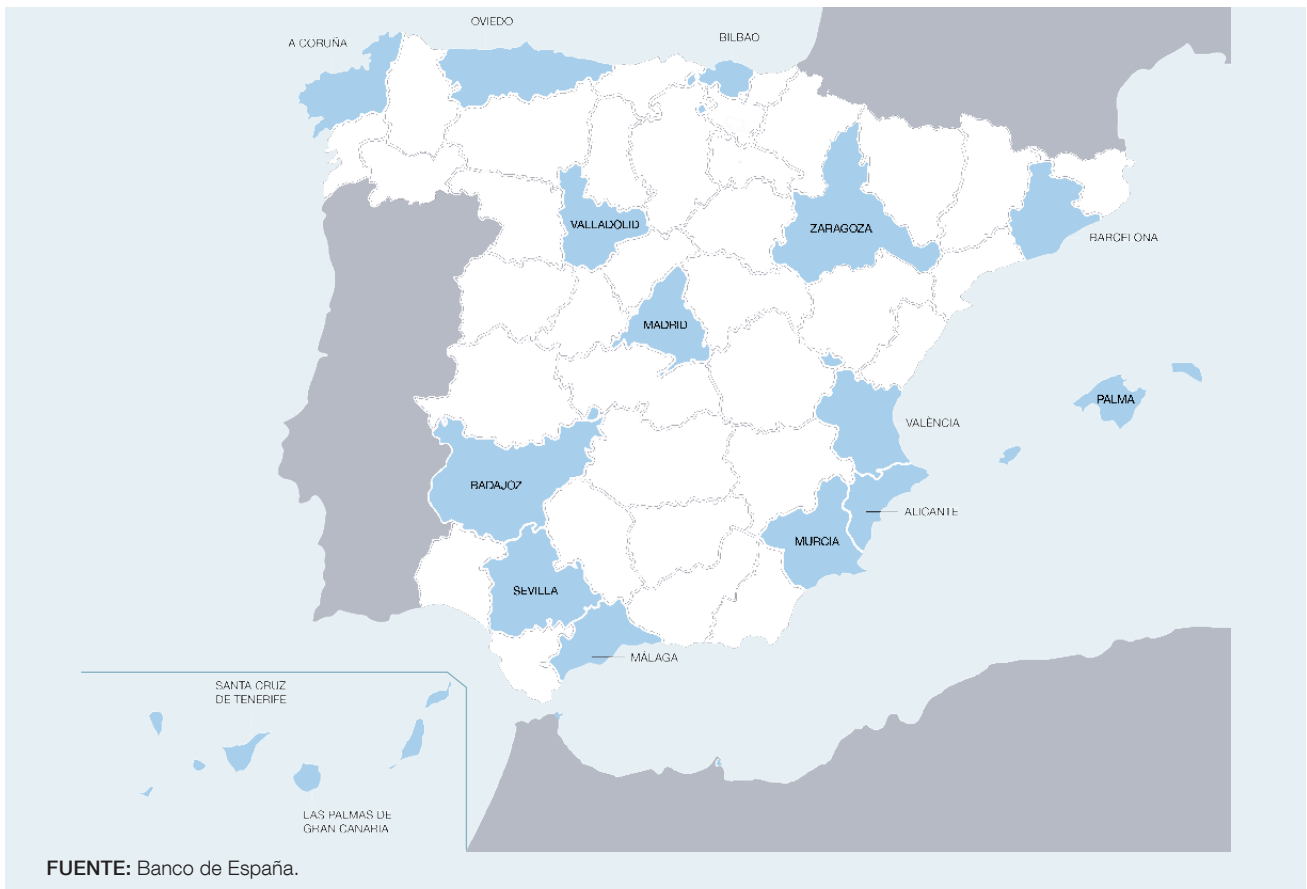 OVIEDO
A CORUÑA
BILBAO
VALLADOLID
ZARAGOZA
BARCELONA
MADRID
PALMA
VALÈNCIA
BADAJOZ
ALICANTE
MURCIA
SEVILLA
MÁLAGA
SANTA CRUZ
DE TENERIFE
LAS PALMAS DE
GRAN CANARIA
FUENTE: Banco de España.